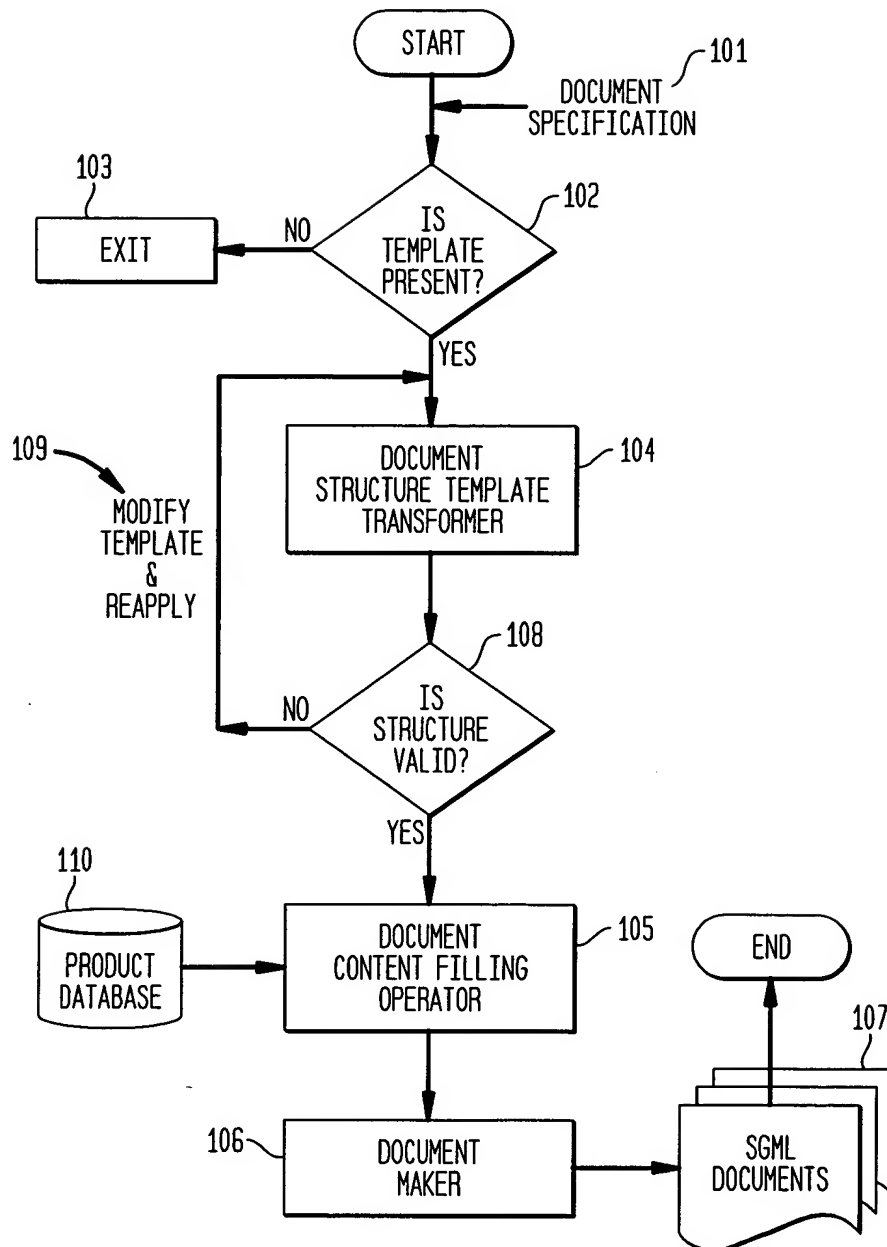 START
101
DOCUMENT
SPECIFICATION
103
102
EXIT
NO
IS
TEMPLATE
PRESENT?
YES
109
MODIFY
TEMPLATE
&
REAPPLY
DOCUMENT
STRUCTURE TEMPLATE
TRANSFORMER
104
108
NO
IS
STRUCTURE
VALID?
YES
110
PRODUCT
DATABASE
DOCUMENT
CONTENT FILLING
OPERATOR
105
END
107
106
DOCUMENT
MAKER
SGML
DOCUMENTS